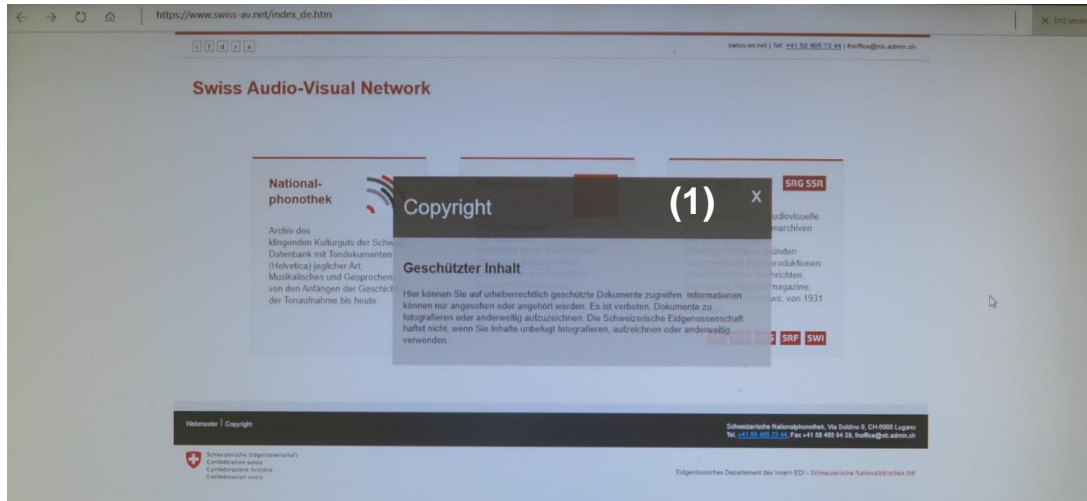 https://www.swiss-av.net/index_de.htm
i f d r e
swiss-av.net | Tel. +41 58 465 73 44 | fnoffice@nb.admin.ch
Swiss Audio-Visual Network
National-
phonothek
SRG SSR
(1)
X
Copyright
Archiv des
klingenden Kulturguts der Schw
Datenbank mit Tondokumenten
(Helvetica) jeglicher Art.
Musikalisches und Gesprochen
von den Anfängen der Geschich
der Tonaufnahme bis heute.
udiovisuelle
narchiven
ünden
roduktionen
hrichten,
magazine,
ws, von 1931
Geschützter Inhalt
Hier können Sie auf urheberrechtlich geschützte Dokumente zugreifen. Informationen
können nur angesehen oder angehört werden. Es ist verboten, Dokumente zu
fotografieren oder anderweitig aufzuzeichnen. Die Schweizerische Eidgenossenschaft
haftet nicht, wenn Sie Inhalte unbefugt fotografieren, aufzeichnen oder anderweitig
verwenden.
SRF SWI
Webmaster | Copyright
Schweizerische Nationalphonothek, Via Soldino 9, CH-6900 Lugano
Tel. +41 58 465 73 44, Fax +41 58 465 94 39, fnoffice@nb.admin.ch
Schweizerische Eidgenossenschaft
Confédération suisse
Confederazione Svizzera
Confederaziun svizra
Eidgenössisches Departement des Innern EDI - Schweizerische Nationalbibliothek NB